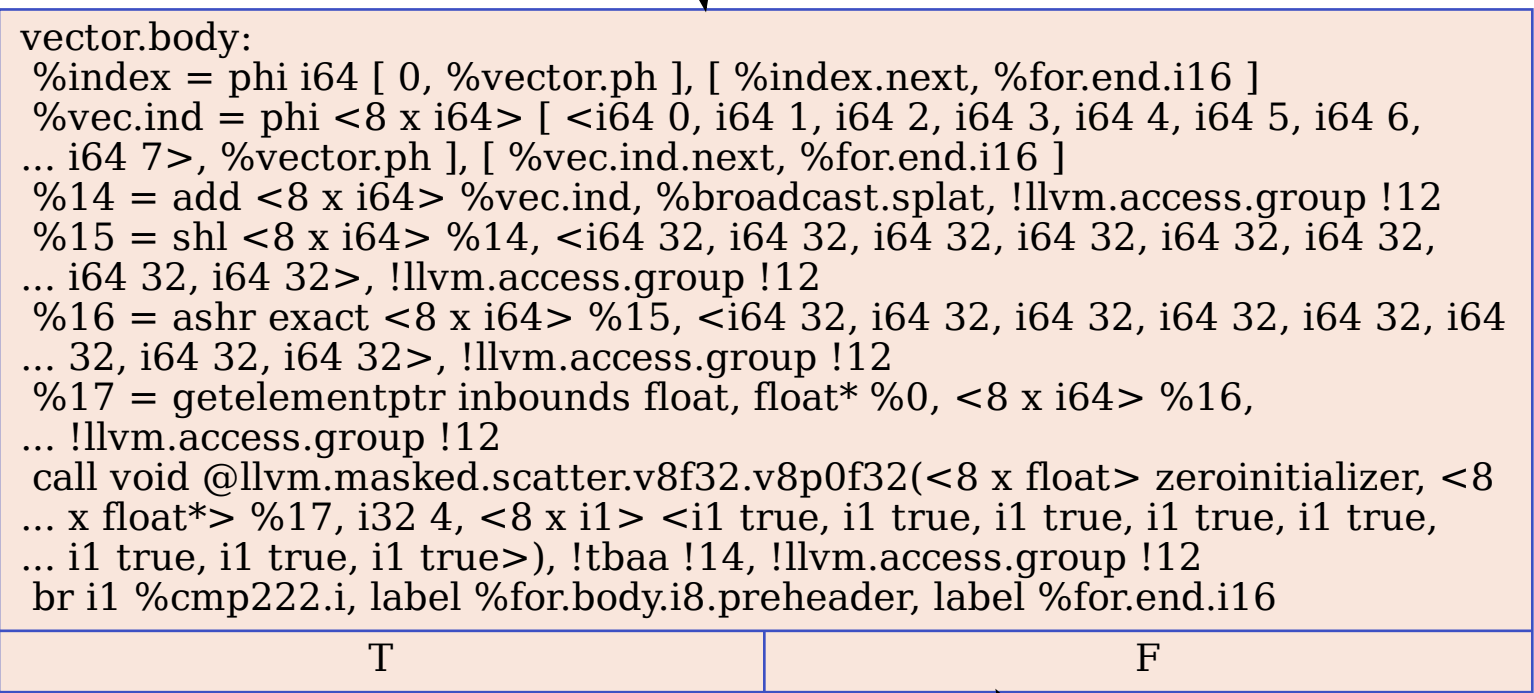 vector.body:
%index = phi i64 [ 0, %vector.ph ], [ %index.next, %for.end.i16 ]
%vec.ind = phi <8 x i64> [ <i64 0, i64 1, i64 2, i64 3, i64 4, i64 5, i64 6,
... i64 7>, %vector.ph ], [ %vec.ind.next, %for.end.i16 ]
%14 = add <8 x i64> %vec.ind, %broadcast.splat, !llvm.access.group !12
%15 = shl <8 x i64> %14, <i64 32, i64 32, i64 32, i64 32, i64 32, i64 32,
... i64 32, i64 32>, !llvm.access.group !12
%16 = ashr exact <8 x i64> %15, <i64 32, i64 32, i64 32, i64 32, i64 32, i64
... 32, i64 32, i64 32>, !llvm.access.group !12
%17 = getelementptr inbounds float, float* %0, <8 x i64> %16,
... !llvm.access.group !12
call void @llvm.masked.scatter.v8f32.v8p0f32(<8 x float> zeroinitializer, <8
... x float*> %17, i32 4, <8 x i1> <i1 true, i1 true, i1 true, i1 true, i1 true,
... i1 true, i1 true, i1 true>), !tbaa !14, !llvm.access.group !12
br i1 %cmp222.i, label %for.body.i8.preheader, label %for.end.i16
T F